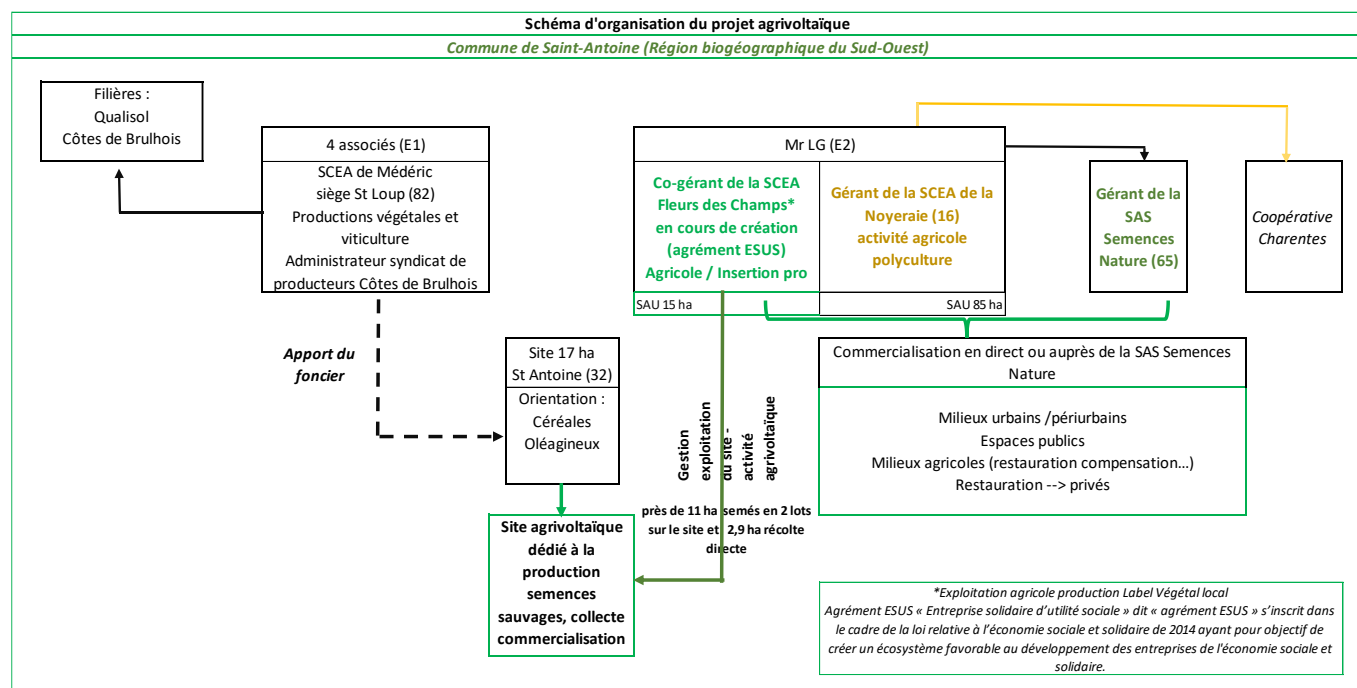 Schéma d'organisation du projet agrivoltaïque
Commune de Saint-Antoine (Région biogéographique du Sud-Ouest)
Filières :
Qualisol
Côtes de Brulhois
4 associés (E1)
SCEA de Médéric
siège St Loup (82)
Productions végétales et
viticulture
Administrateur syndicat de
producteurs Côtes de Brulhois
Mr LG (E2)
Co-gérant de la SCEA
Fleurs des Champs*
en cours de création
(agrément ESUS)
Agricole / Insertion pro
SAU 15 ha
Gérant de la SCEA de la
Noyeraie (16)
activité agricole
polyculture
SAU 85 ha
Gérant de la
SAS
Semences
Nature (65)
Coopérative
Charentes
Apport du
foncier
Site 17 ha
St Antoine (32)
Orientation :
Céréales
Oléagineux
Gestion
exploitation
du site -
activité
agrivoltaïque
près de 11 ha semés en 2 lots
sur le site et 2,9 ha récolte
directe
Site agrivoltaïque
dédié à la
production
semences
sauvages, collecte
commercialisation
Commercialisation en direct ou auprès de la SAS Semences
Nature
Milieux urbains /périurbains
Espaces publics
Milieux agricoles (restauration compensation…)
Restauration --> privés
*Exploitation agricole production Label Végétal local
Agrément ESUS « Entreprise solidaire d'utilité sociale » dit « agrément ESUS » s'inscrit dans
le cadre de la loi relative à l'économie sociale et solidaire de 2014 ayant pour objectif de
créer un écosystème favorable au développement des entreprises de l'économie sociale et
solidaire.